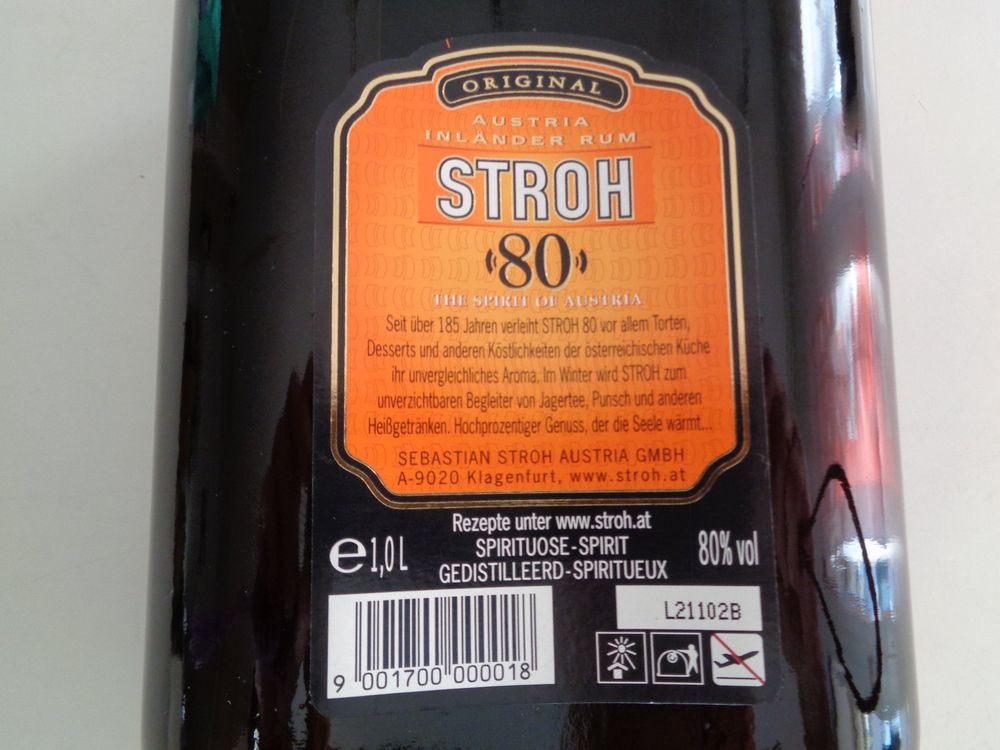 ORIGINAL
AUSTRIA
INLÄNDER RUM
STROH
80
THE SPIRIT OF AUSTRIA
Seit über 185 Jahren verleiht STROH 80 vor allem Torten,
Desserts und anderen Köstlichkeiten der österreichischen Küche
ihr unvergleichliches Aroma. Im Winter wird STROH zum
unverzichtbaren Begleiter von Jagertee, Punsch und anderen
Heißgetränken. Hochprozentiger Genuss, der die Seele wärmt...
SEBASTIAN STROH AUSTRIA GMBH
A-9020 Klagenfurt, www.stroh.at
Rezepte unter www.stroh.at
℮ 1,0 L
SPIRITUOSE-SPIRIT
GEDISTILLEERD-SPIRITUEUX
80% vol
L21102B
9 001700 000018